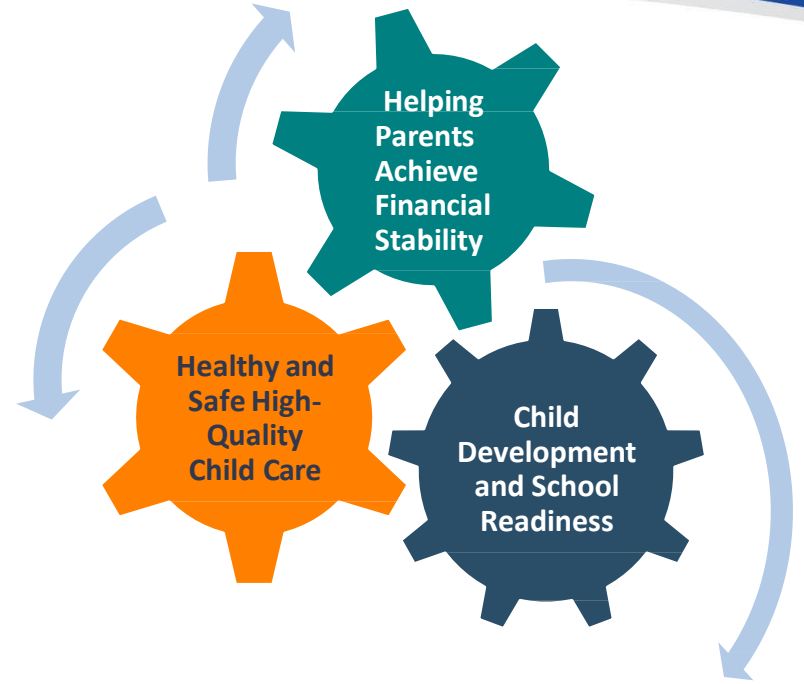 Helping
Parents
Achieve
Financial
Stability
Healthy and
Safe High-
Quality
Child Care
Child
Development
and School
Readiness